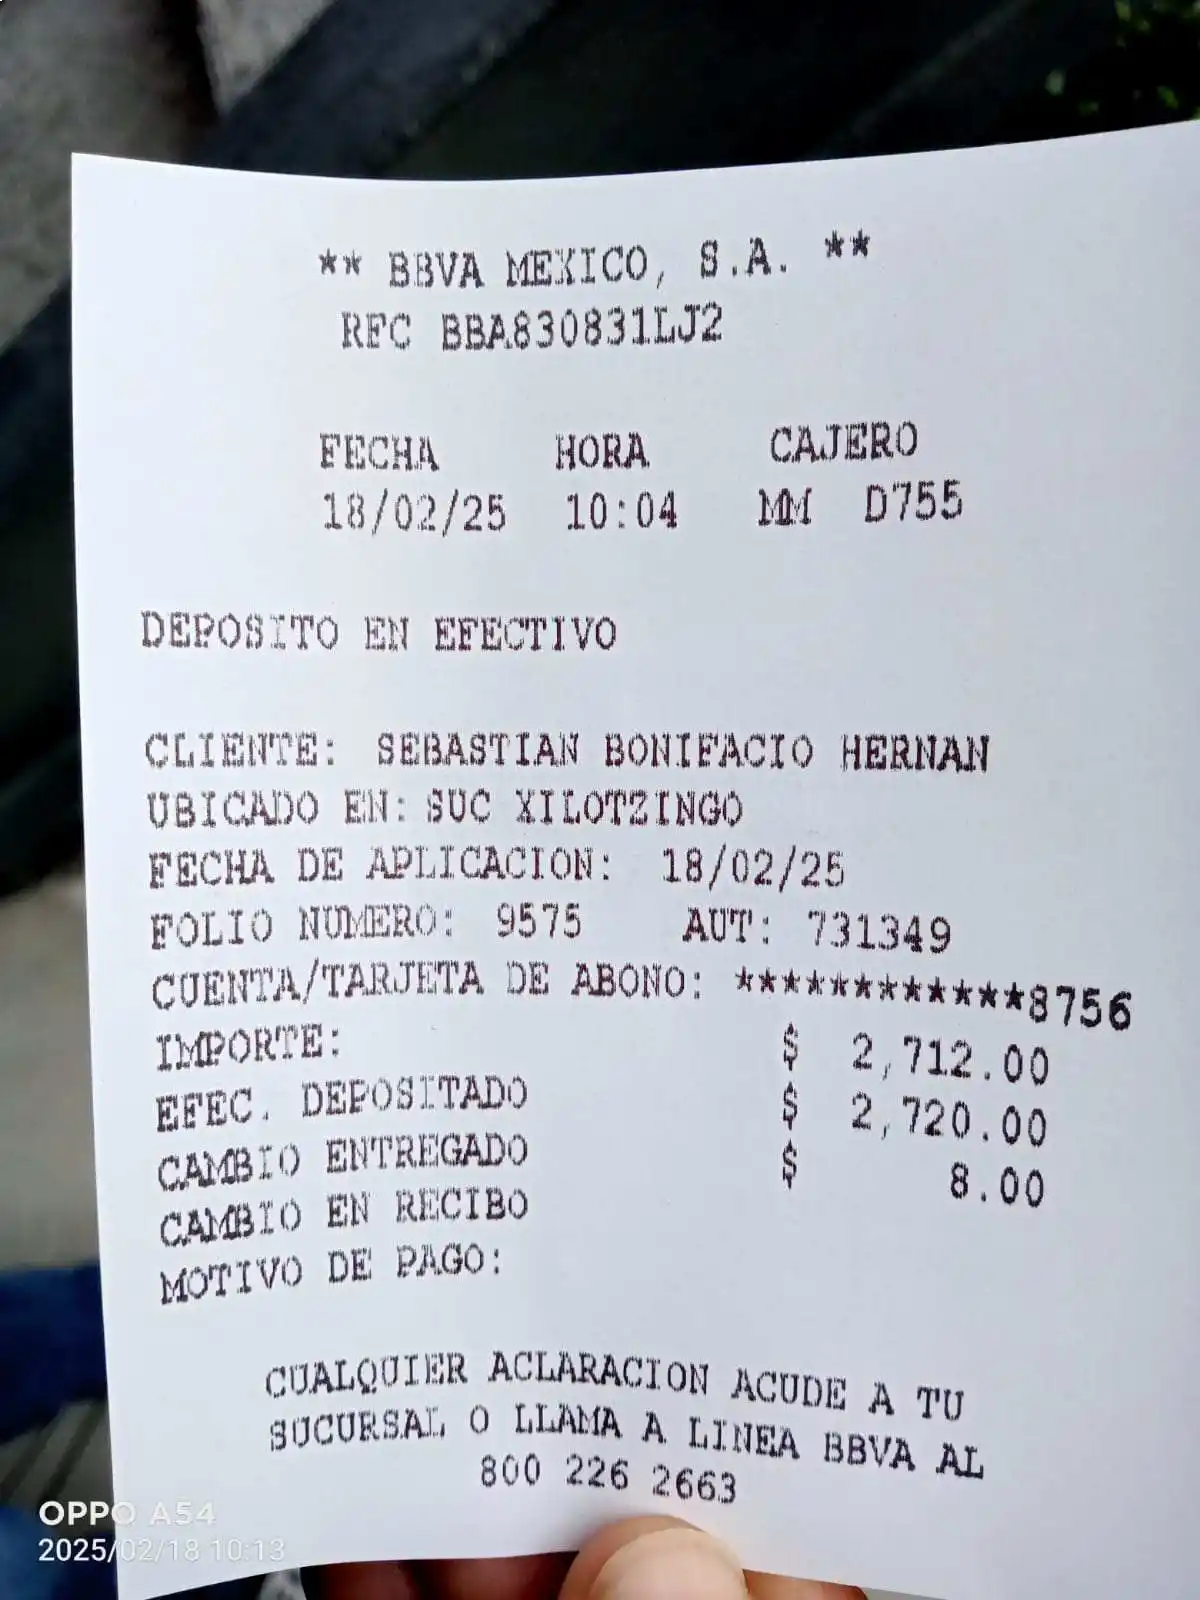 ** BBVA MEXICO, S.A. **
RFC BBA830831LJ2
FECHA HORA CAJERO
18/02/25 10:04 MM D755
DEPOSITO EN EFECTIVO
CLIENTE: SEBASTIAN BONIFACIO HERNAN
UBICADO EN: SUC XILOTZINGO
FECHA DE APLICACION: 18/02/25
FOLIO NUMERO: 9575 AUT: 731349
CUENTA/TARJETA DE ABONO: ************8756
IMPORTE: $ 2,712.00
EFEC. DEPOSITADO $ 2,720.00
CAMBIO ENTREGADO $ 8.00
CAMBIO EN RECIBO
MOTIVO DE PAGO:
CUALQUIER ACLARACION ACUDE A TU
SUCURSAL O LLAMA A LINEA BBVA AL
800 226 2663
OPPO A54
2025/02/18 10:13